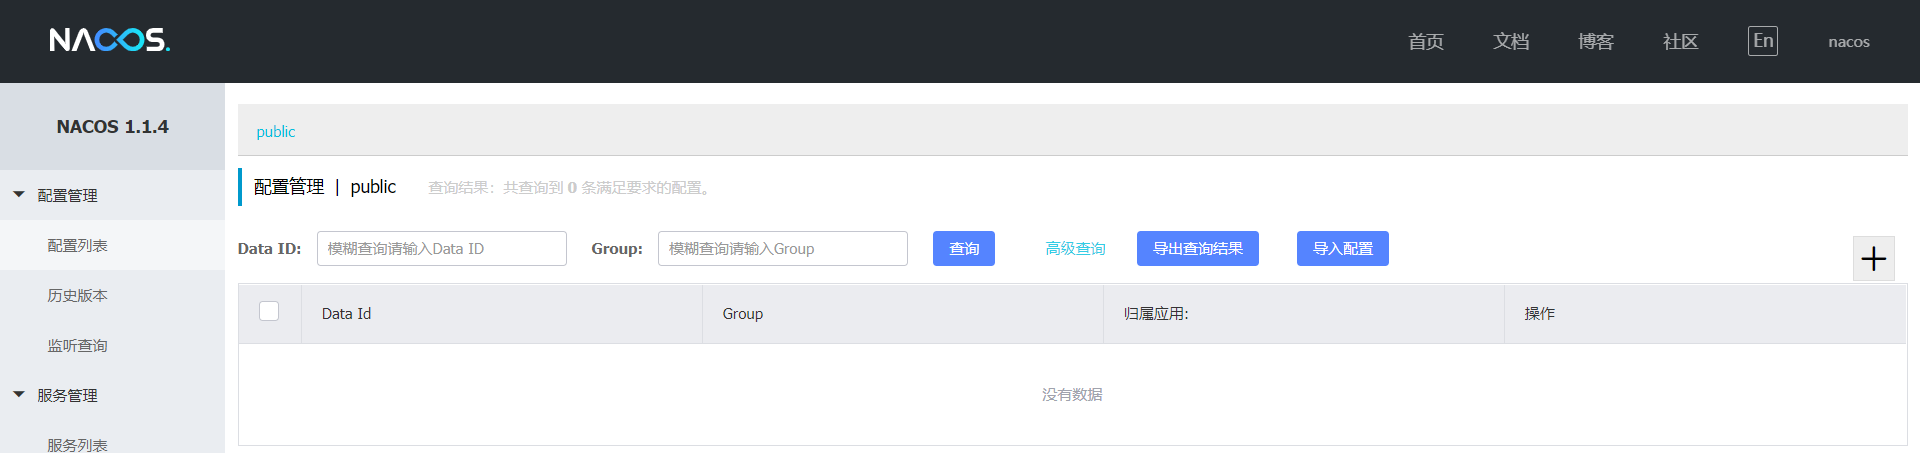 NACOS. 首页 文档 博客 社区 En nacos
NACOS 1.1.4
public
配置管理
配置管理 | public 查询结果：共查询到 0 条满足要求的配置。
配置列表
Data ID: 模糊查询请输入Data ID Group: 模糊查询请输入Group 查询 高级查询 导出查询结果 导入配置
历史版本
Data Id Group 归属应用: 操作
监听查询
服务管理
没有数据
服务列表